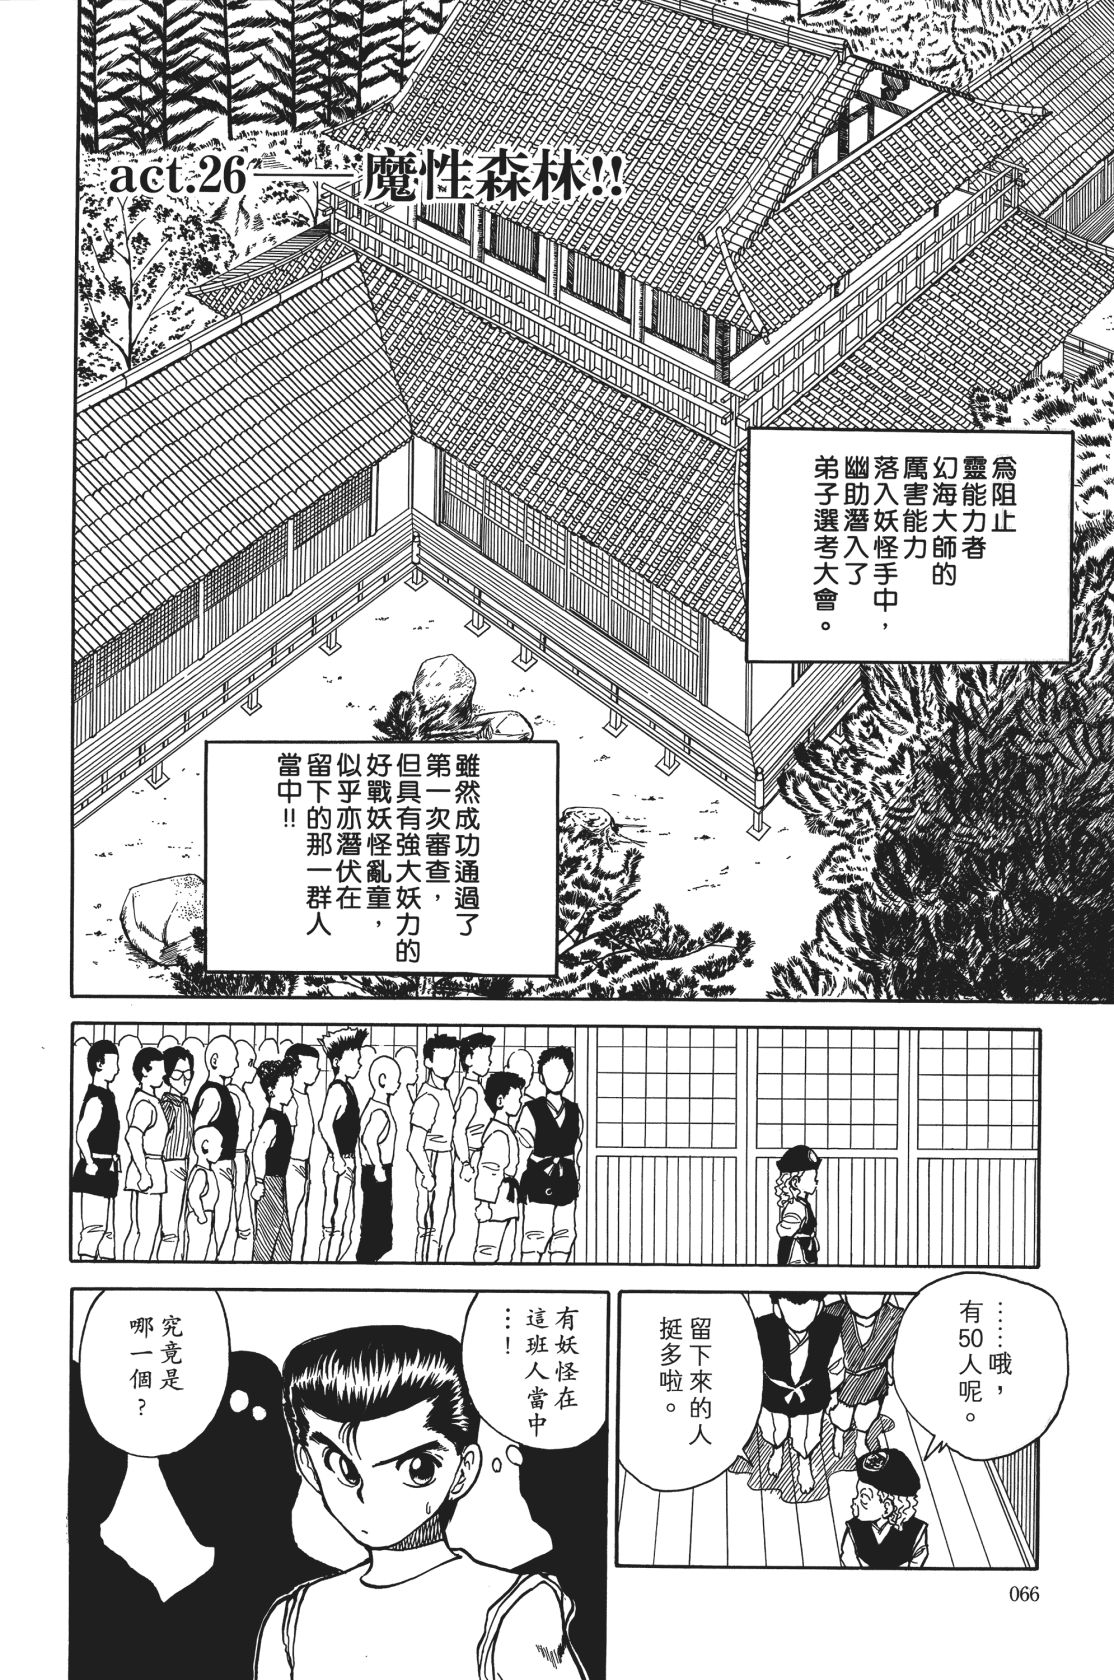 act.26——魔性森林!!
為阻止
靈能力者
幻海大師的
厲害能力
落入妖怪手中，
幽助潛入了
弟子選考大會。
雖然成功通過了
第一次審查，
但具有強大妖力的
好戰妖怪亂童，
似乎亦潛伏在
留下的那一群人
當中!!
……哦，
有50人呢。
留下來的人
挺多啦。
有妖怪在
這班人當中
…！
究竟是
哪一個？
066